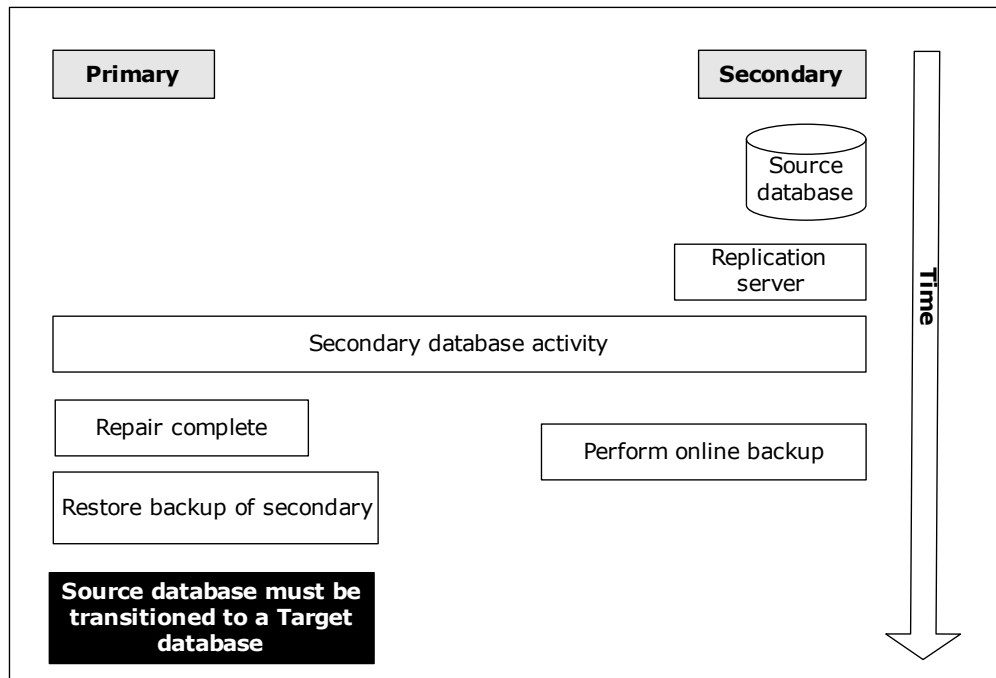 Primary
Secondary
Source
database
Replication
server
Time
Secondary database activity
Repair complete
Perform online backup
Restore backup of secondary
Source database must be
transitioned to a Target
database